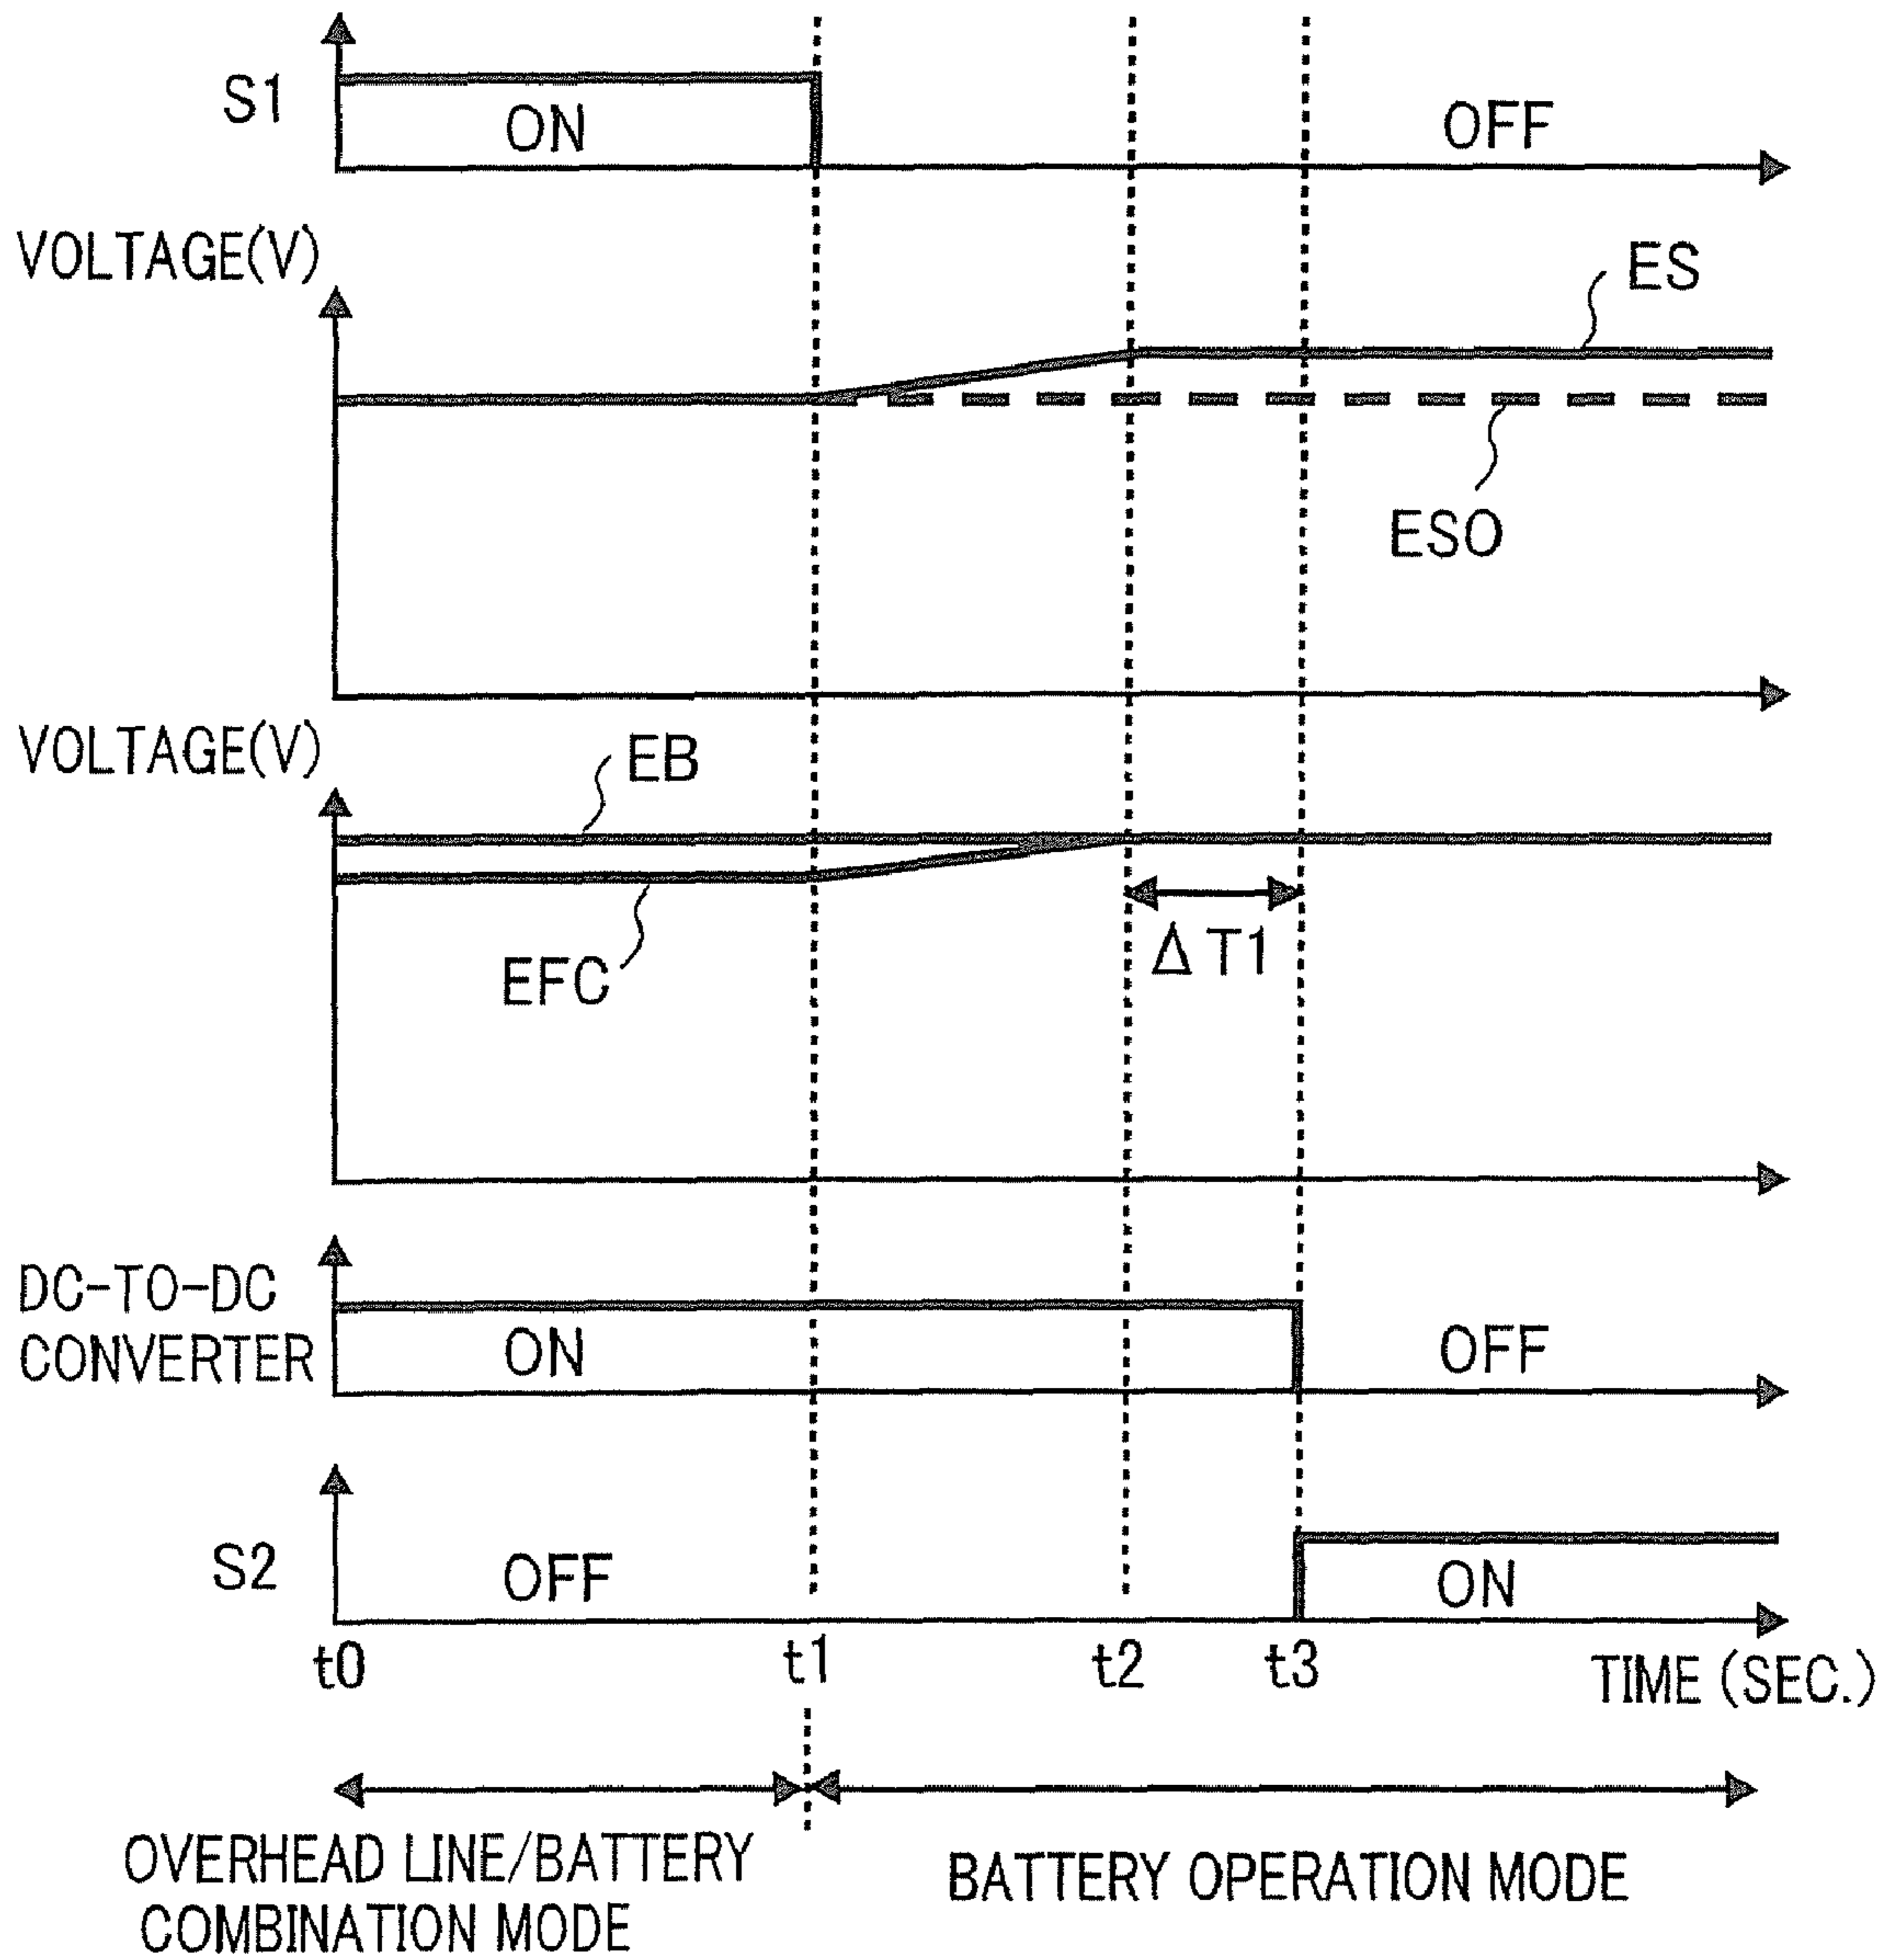 S1
ON
OFF
VOLTAGE(V)
ES
ESO
VOLTAGE(V)
EB
EFC
Δ T1
DC-TO-DC
CONVERTER
ON
OFF
S2
OFF
ON
t0
t1
t2
t3
TIME (SEC.)
OVERHEAD LINE/BATTERY
COMBINATION MODE
BATTERY OPERATION MODE